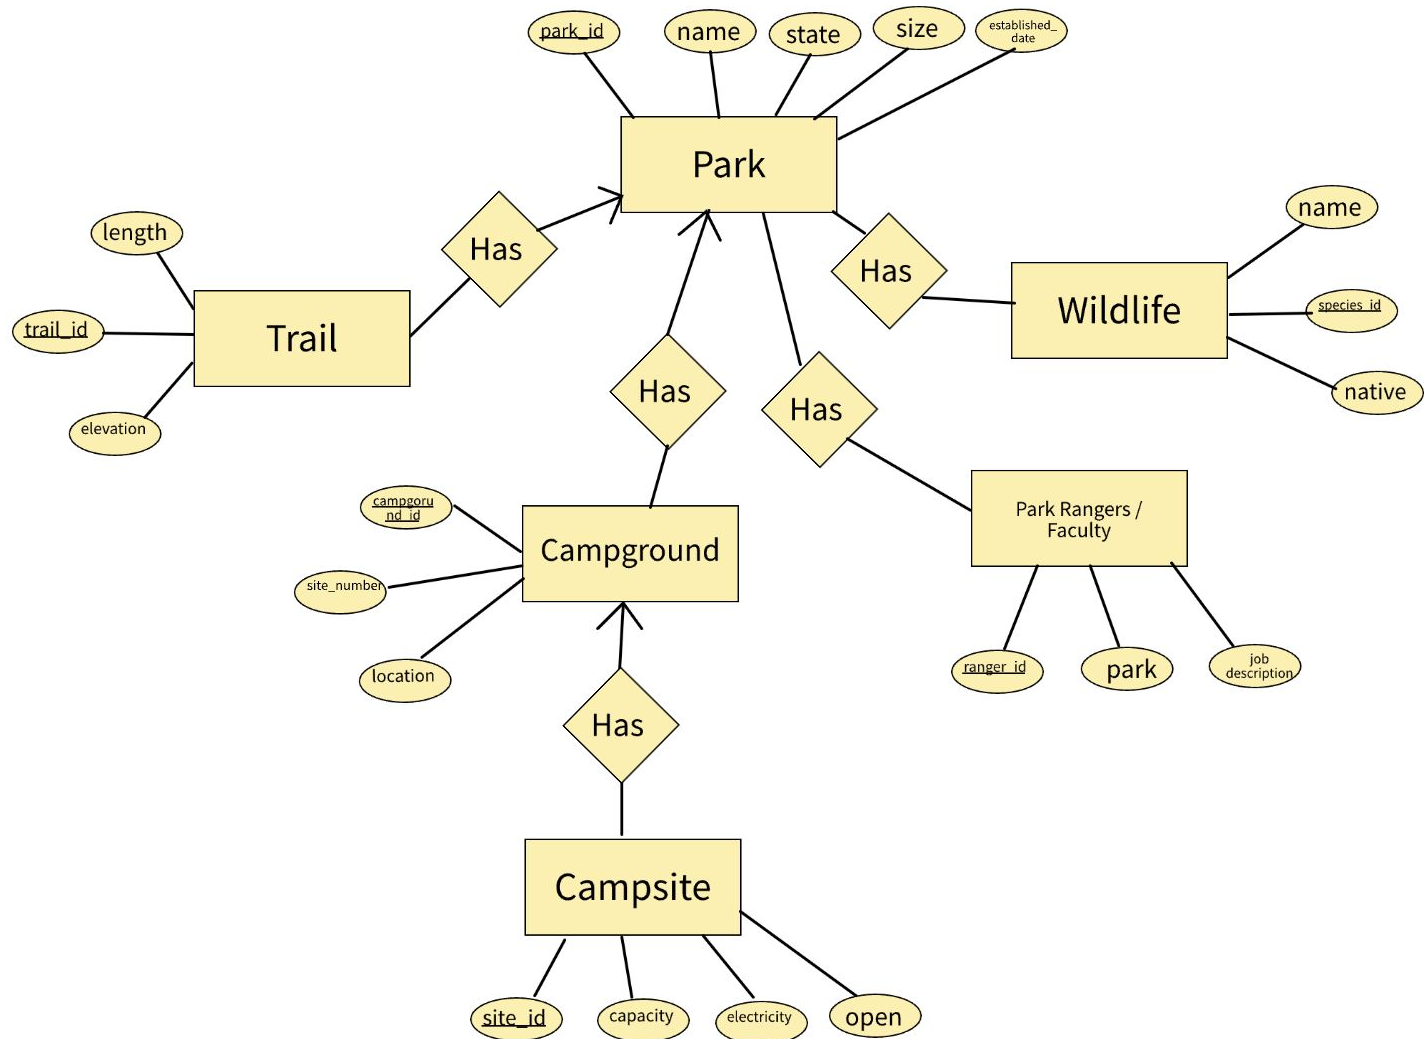 park_id
name
state
size
established_
date
Park
Has
Has
name
length
Trail
trail_id
elevation
Wildlife
species_id
native
Has
Has
campgoru
nd_id
Campground
site_number
location
Park Rangers /
Faculty
ranger_id
park
job
description
Has
Campsite
site_id
capacity
electricity
open